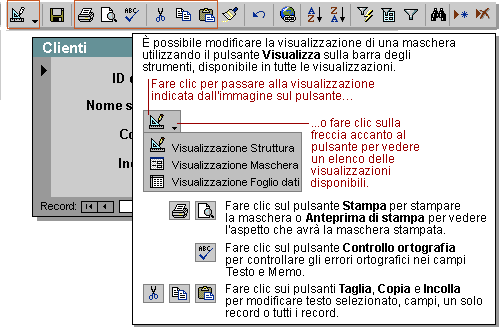 Clienti
ID
Nome s
Co
In
Record:
È possibile modificare la visualizzazione di una maschera
utilizzando il pulsante Visualizza sulla barra degli
strumenti, disponibile in tutte le visualizzazioni.
Fare clic per passare alla visualizzazione
indicata dall'immagine sul pulsante...
...o fare clic sulla
freccia accanto al
pulsante per vedere
un elenco delle
visualizzazioni
disponibili.
Visualizzazione Struttura
Visualizzazione Maschera
Visualizzazione Foglio dati
Fare clic sul pulsante Stampa per stampare
la maschera o Anteprima di stampa per vedere
l'aspetto che avrà la maschera stampata.
ABC
Fare clic sul pulsante Controllo ortografia
per controllare gli errori ortografici nei campi
Testo e Memo.
Fare clic sui pulsanti Taglia, Copia e Incolla
per modificare testo selezionato, campi, un solo
record o tutti i record.